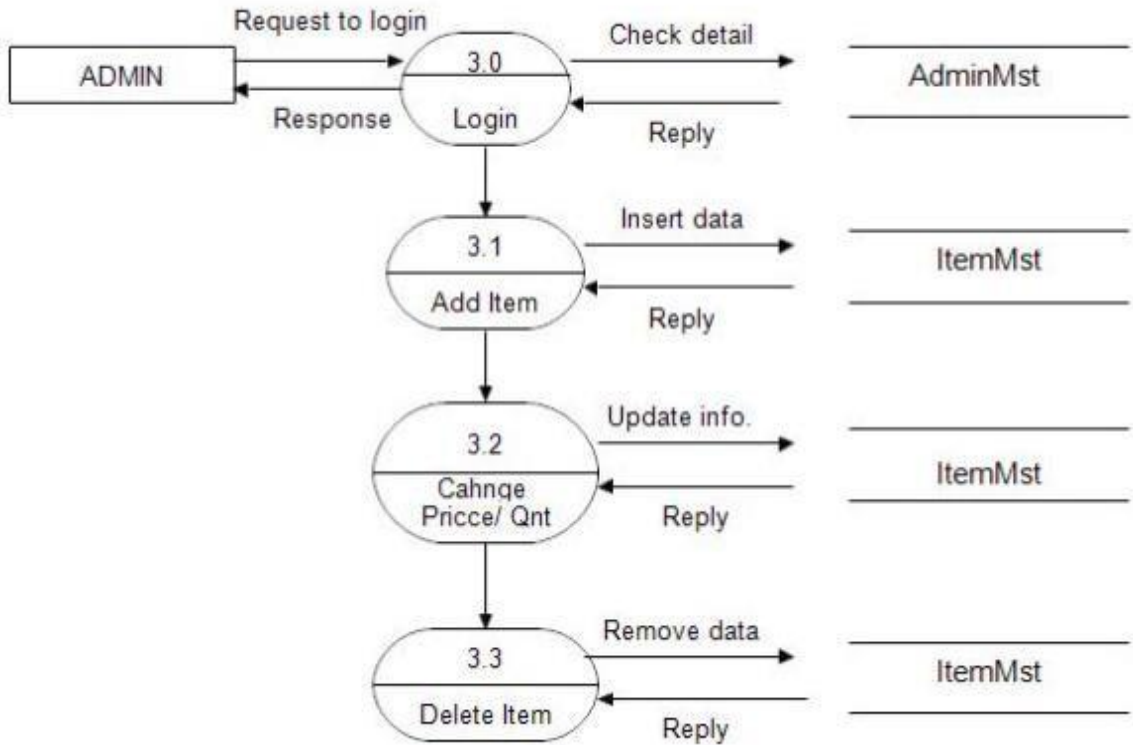 Request to login
Check detail
ADMIN
3.0
AdminMst
Response
Login
Reply
Insert data
3.1
ItemMst
Add Item
Reply
Update info.
3.2
ItemMst
Cahnge
Pricce/ Qnt
Reply
Remove data
3.3
ItemMst
Delete Item
Reply